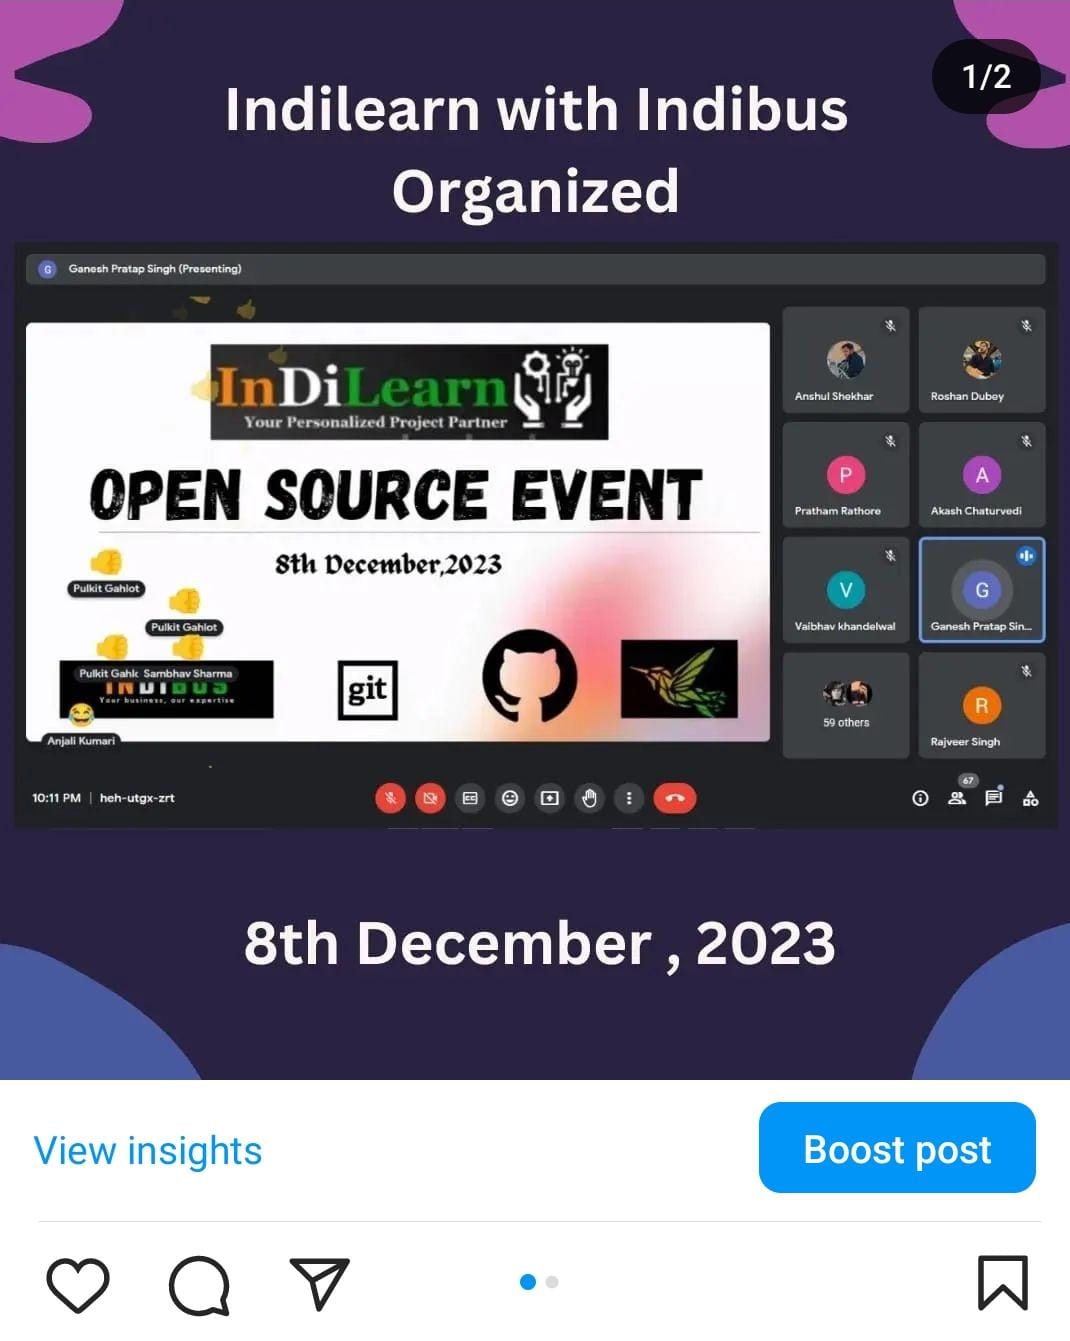 1/2
Indilearn with Indibus
Organized
G Ganesh Pratap Singh (Presenting)
InDiLearn
Your Personalized Project Partner
OPEN SOURCE EVENT
8th December,2023
Pulkit Gahlot
Pulkit Gahlot
Pulkit Gahlc Sambhav Sharma
INDIBUS
Your business, our expertise
Anjali Kumari
git
Anshul Shekhar
Roshan Dubey
P
Pratham Rathore
A
Akash Chaturvedi
V
Vaibhav khandelwal
G
Ganesh Pratap Sin...
59 others
R
Rajveer Singh
10:11 PM | heh-utgx-zrt
CC
67
8th December , 2023
View insights
Boost post